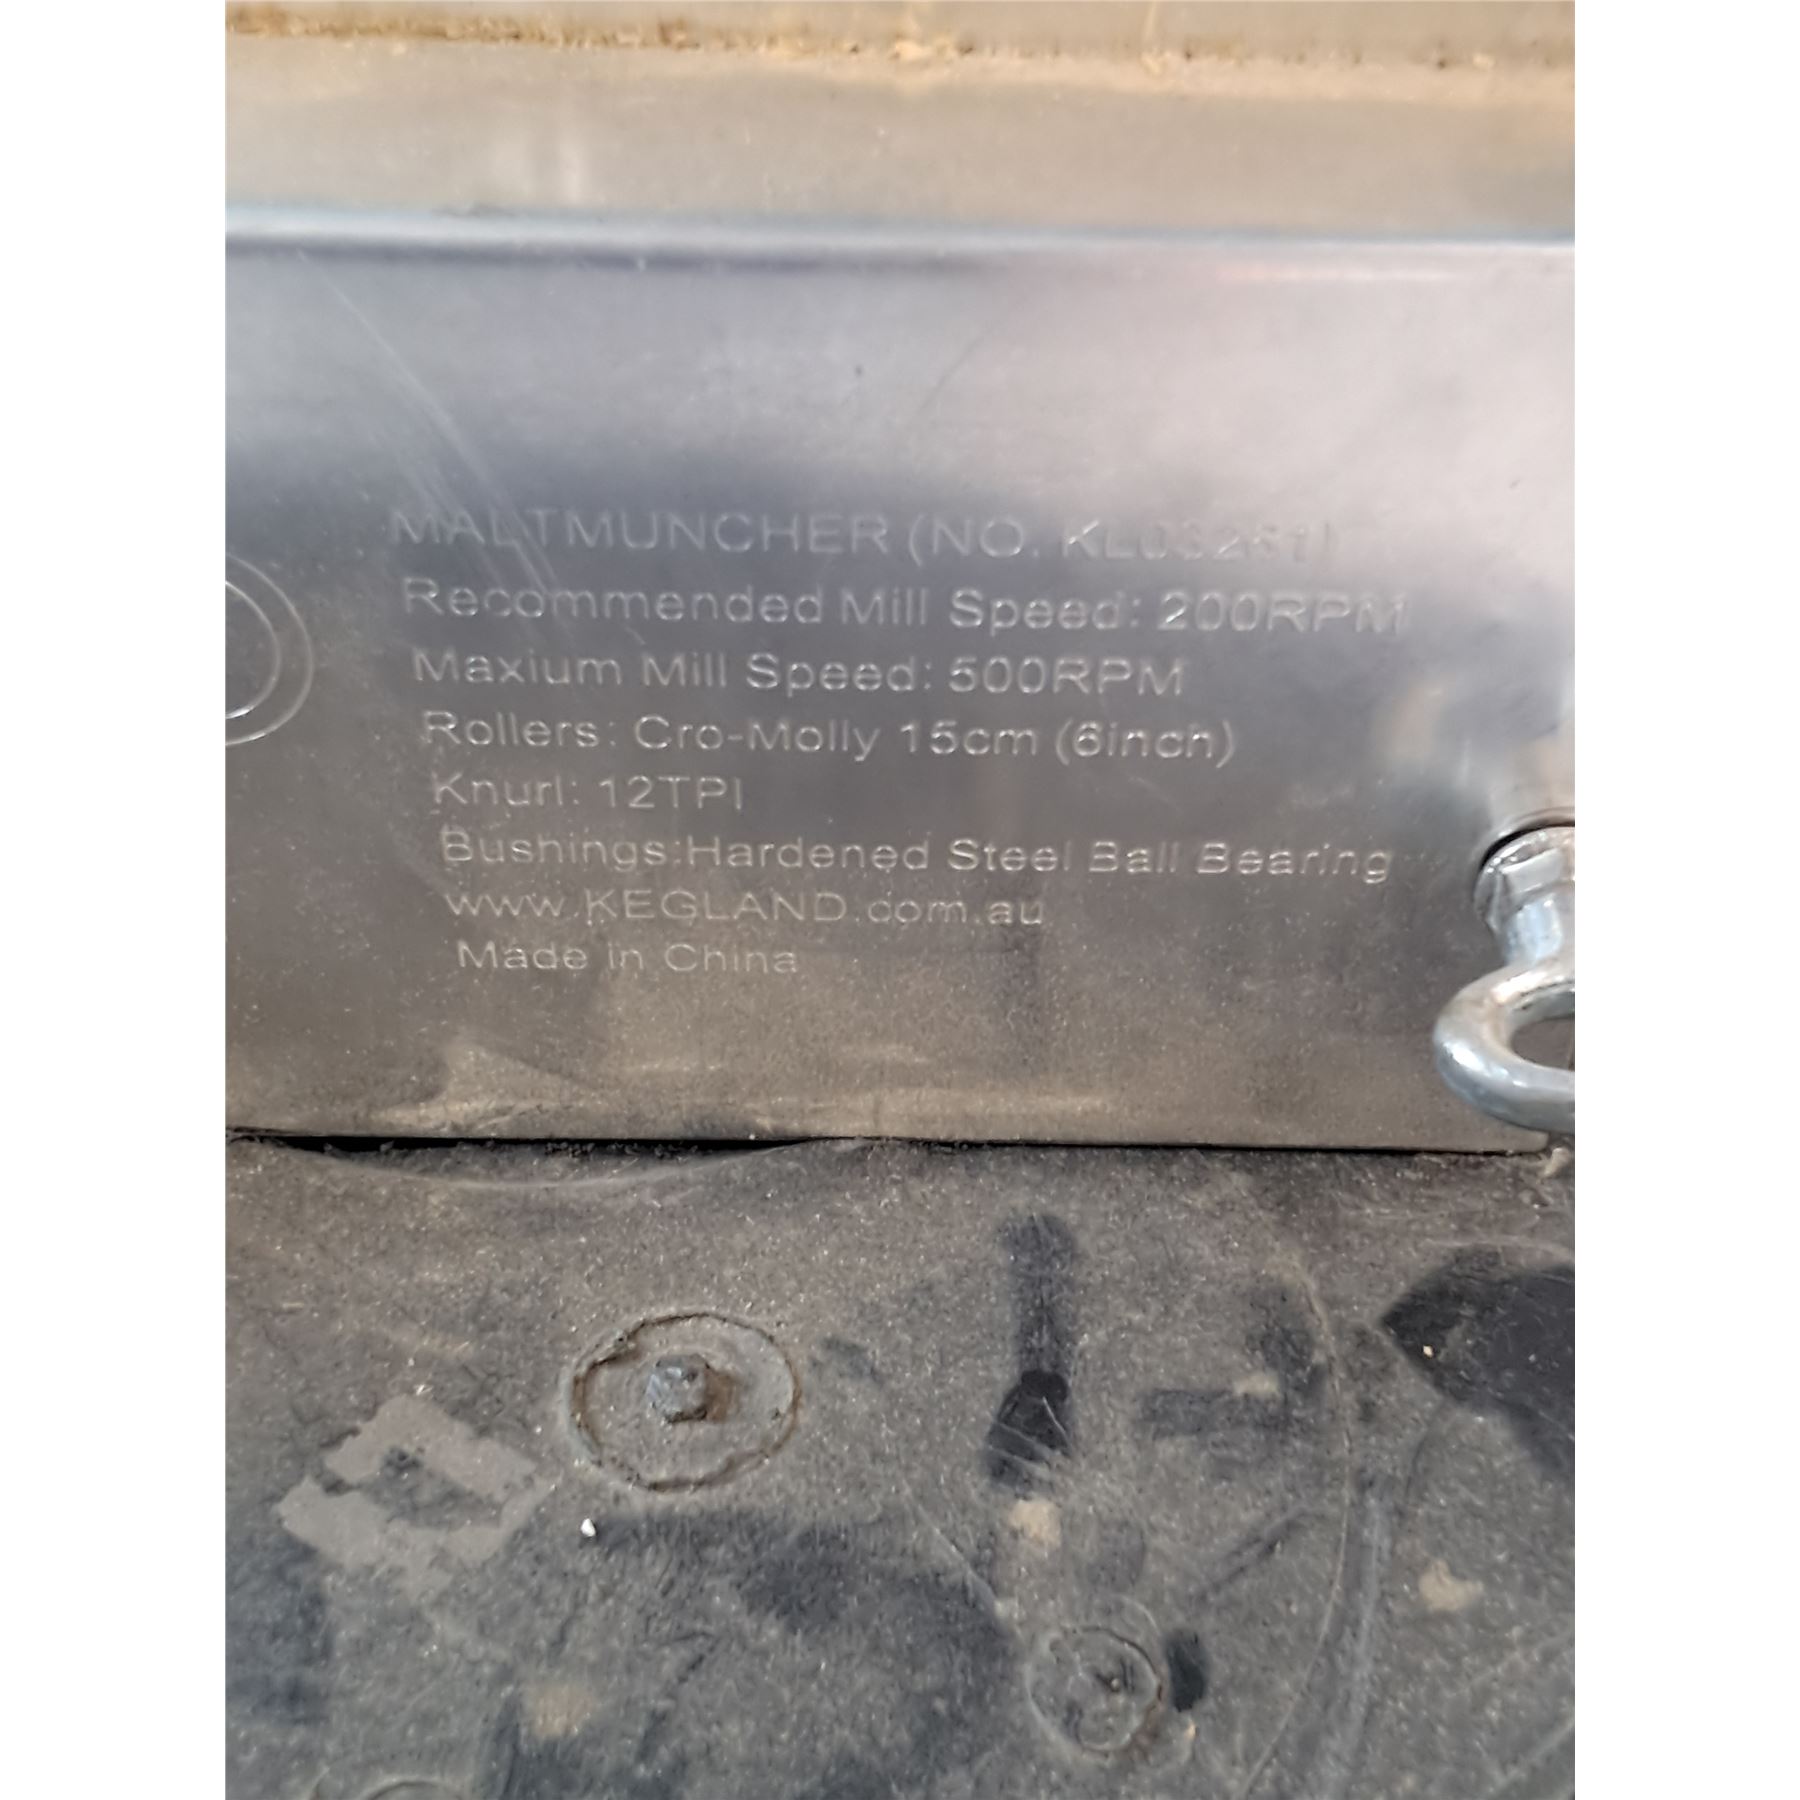 MALTMUNCHER (NO. KL03261)
Recommended Mill Speed: 200RPM
Maxium Mill Speed: 500RPM
Rollers: Cro-Molly 15cm (6inch)
Knurl: 12TPI
Bushings:Hardened Steel Ball Bearing
www.KEGLAND.com.au
Made in China